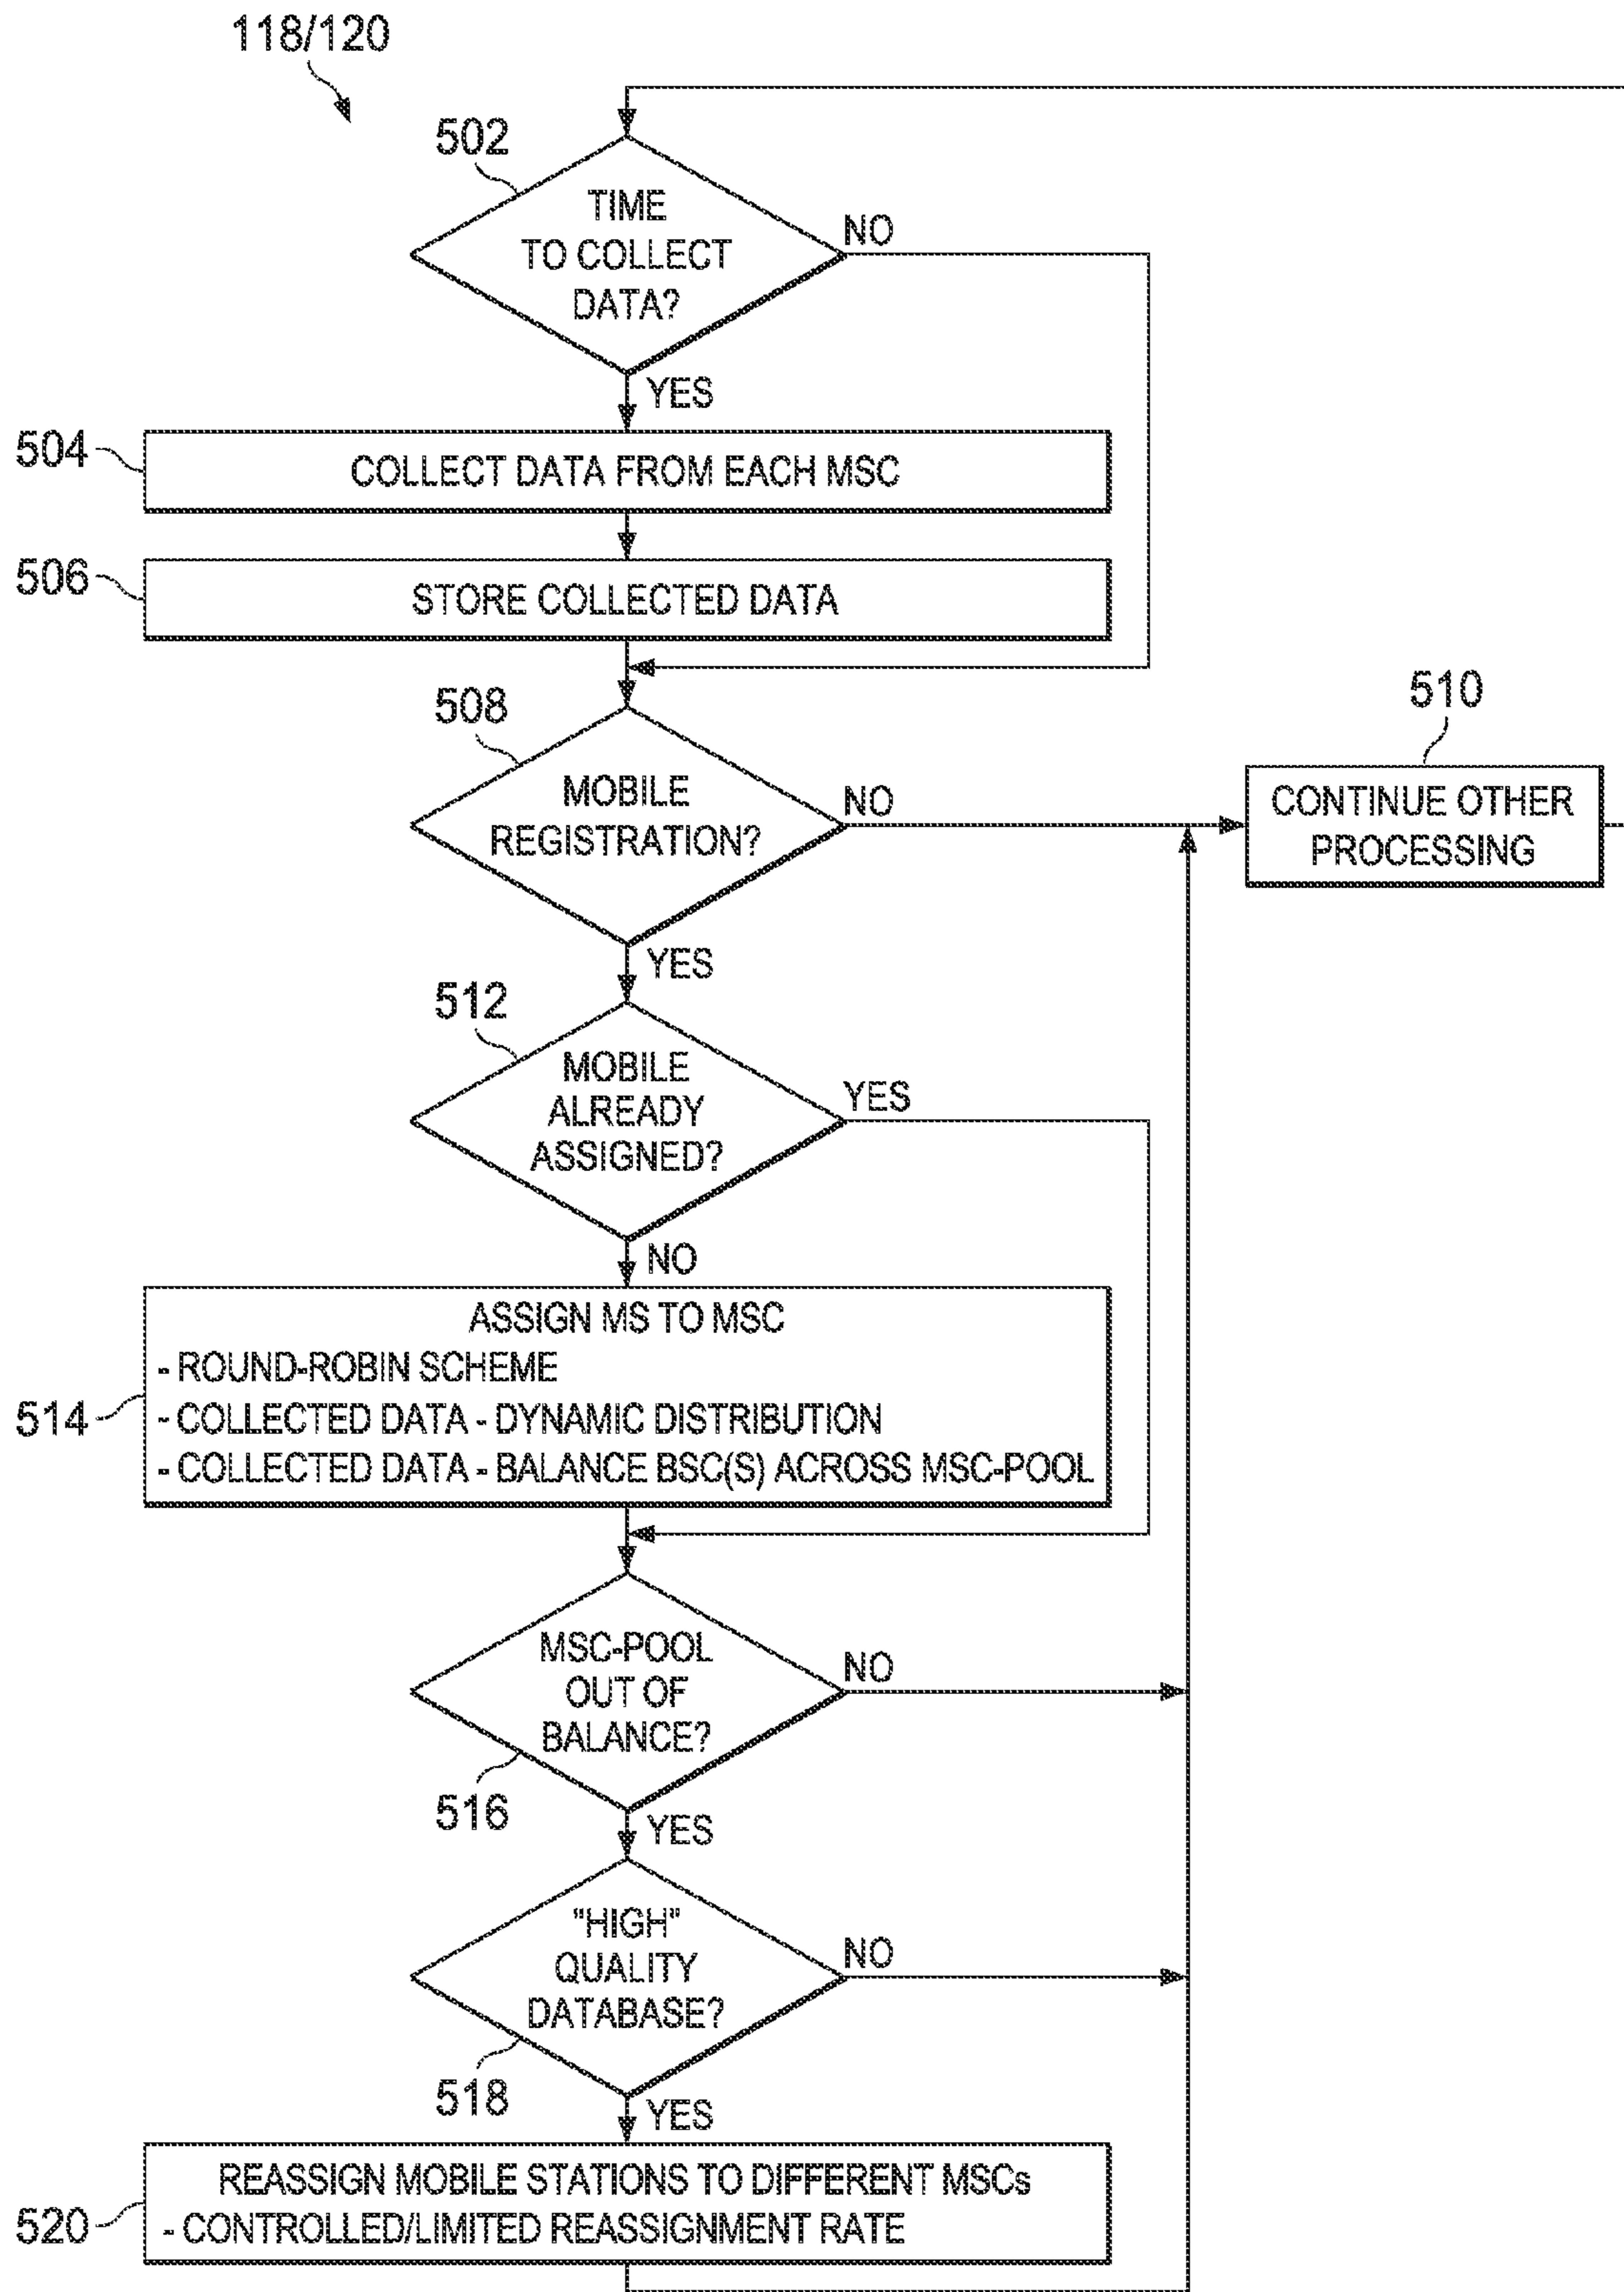 118/120
502
TIME
TO COLLECT
DATA?
NO
YES
504
COLLECT DATA FROM EACH MSC
506
STORE COLLECTED DATA
508
MOBILE
REGISTRATION?
NO
510
CONTINUE OTHER
PROCESSING
YES
512
MOBILE
ALREADY
ASSIGNED?
YES
NO
514
ASSIGN MS TO MSC
- ROUND-ROBIN SCHEME
- COLLECTED DATA - DYNAMIC DISTRIBUTION
- COLLECTED DATA - BALANCE BSC(S) ACROSS MSC-POOL
MSC-POOL
OUT OF
BALANCE?
NO
516
YES
"HIGH"
QUALITY
DATABASE?
NO
518
YES
520
REASSIGN MOBILE STATIONS TO DIFFERENT MSCs
- CONTROLLED/LIMITED REASSIGNMENT RATE